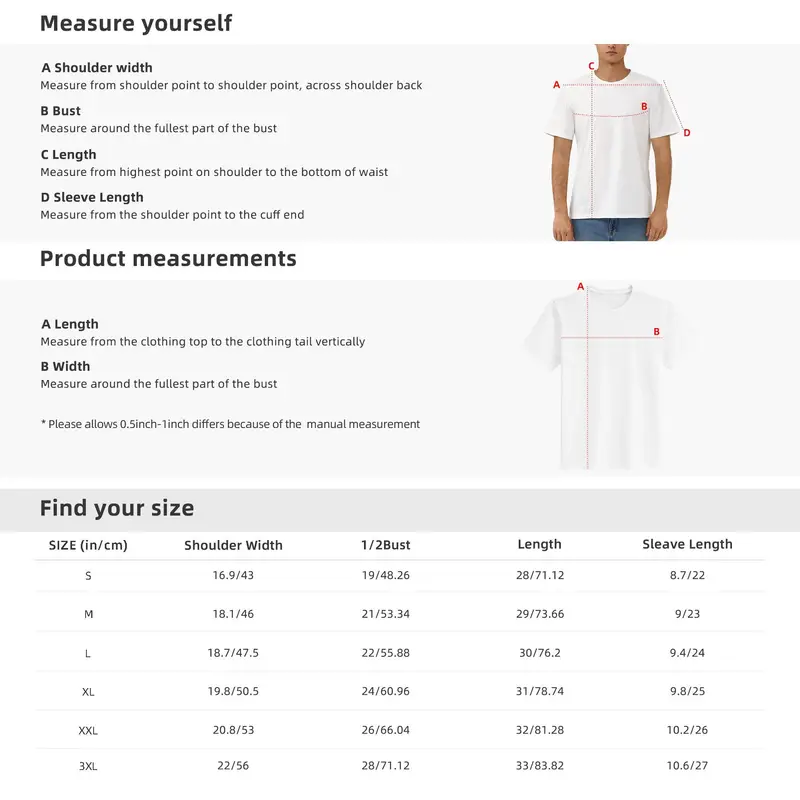 Measure yourself
A Shoulder width
Measure from shoulder point to shoulder point, across shoulder back
B Bust
Measure around the fullest part of the bust
C Length
Measure from highest point on shoulder to the bottom of waist
D Sleeve Length
Measure from the shoulder point to the cuff end
C
A
B
D
Product measurements
A Length
Measure from the clothing top to the clothing tail vertically
B Width
Measure around the fullest part of the bust
* Please allows 0.5inch-1inch differs because of the manual measurement
A
B
Find your size
SIZE (in/cm) Shoulder Width 1/2Bust Length Sleave Length
S 16.9/43 19/48.26 28/71.12 8.7/22
M 18.1/46 21/53.34 29/73.66 9/23
L 18.7/47.5 22/55.88 30/76.2 9.4/24
XL 19.8/50.5 24/60.96 31/78.74 9.8/25
XXL 20.8/53 26/66.04 32/81.28 10.2/26
3XL 22/56 28/71.12 33/83.82 10.6/27